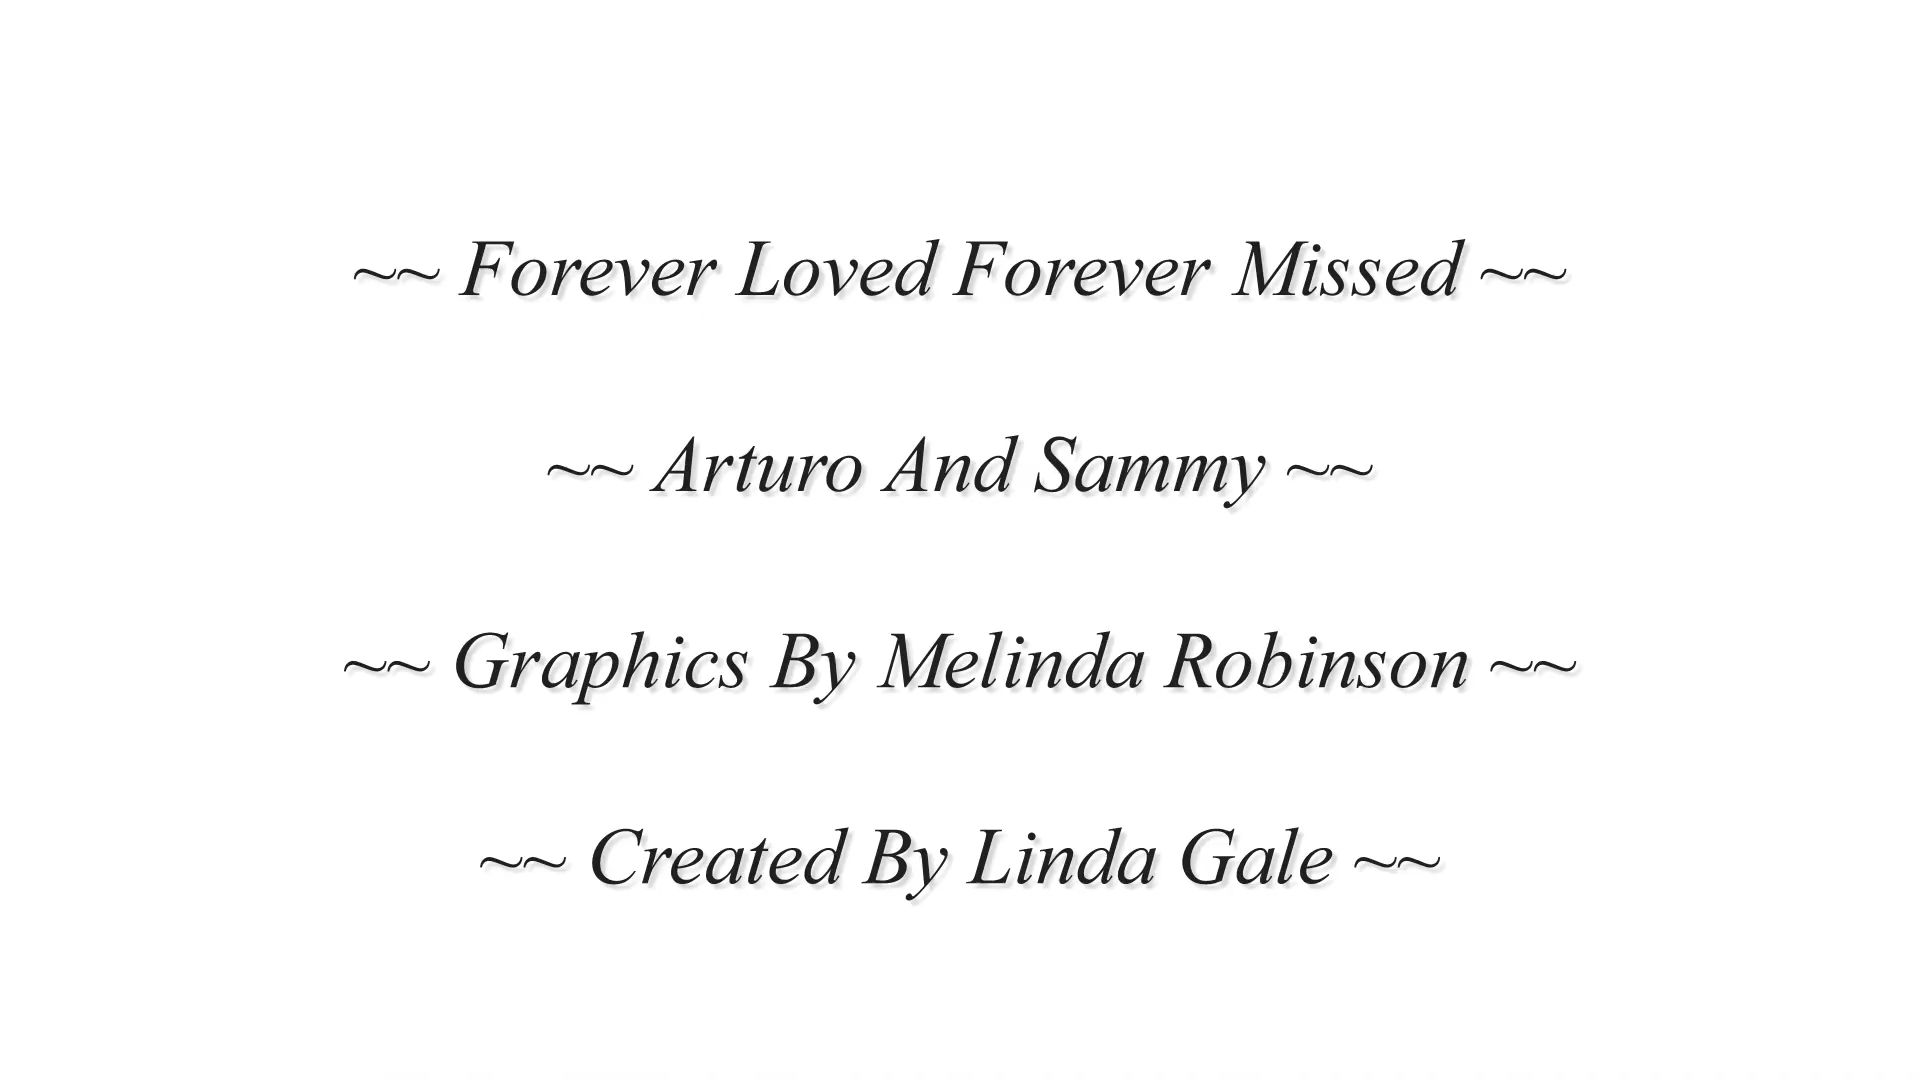 ~~ Forever Loved Forever Missed ~~
~~ Arturo And Sammy ~~
~~ Graphics By Melinda Robinson ~~
~~ Created By Linda Gale ~~